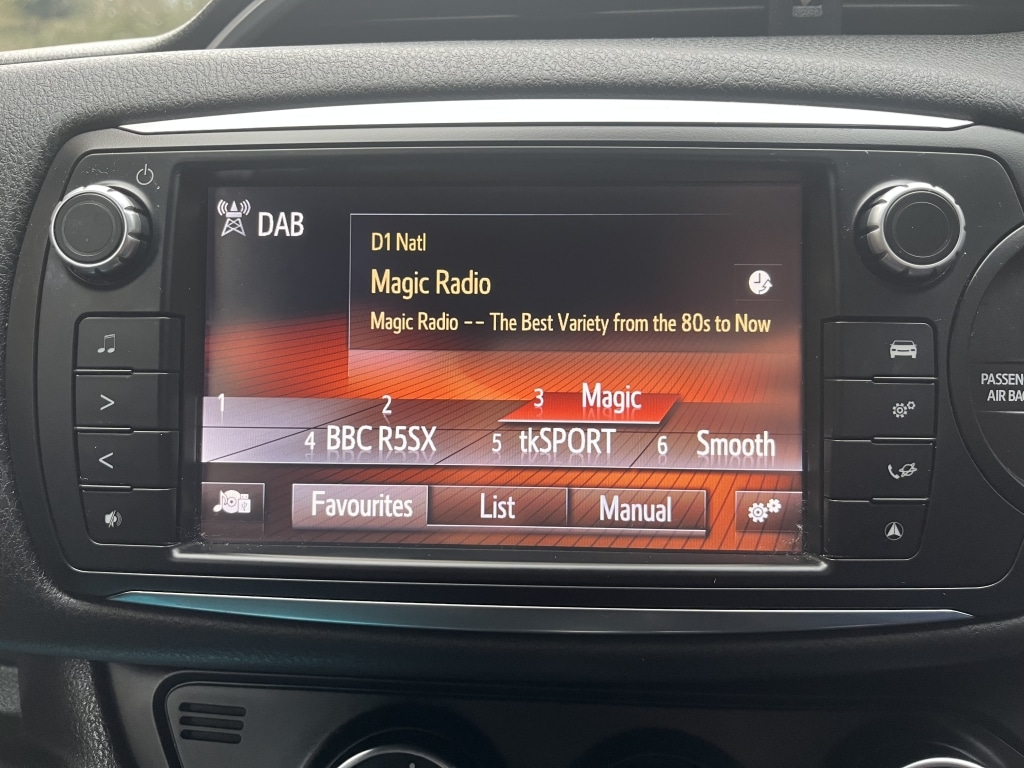 DAB
D1 Natl
Magic Radio
Magic Radio -- The Best Variety from the 80s to Now
1 2 3 Magic
4 BBC R5SX 5 tkSPORT 6 Smooth
Favourites List Manual
PASSEN
AIR BA